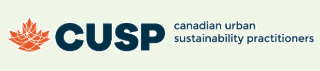 CUSP
canadian urban
sustainability practitioners